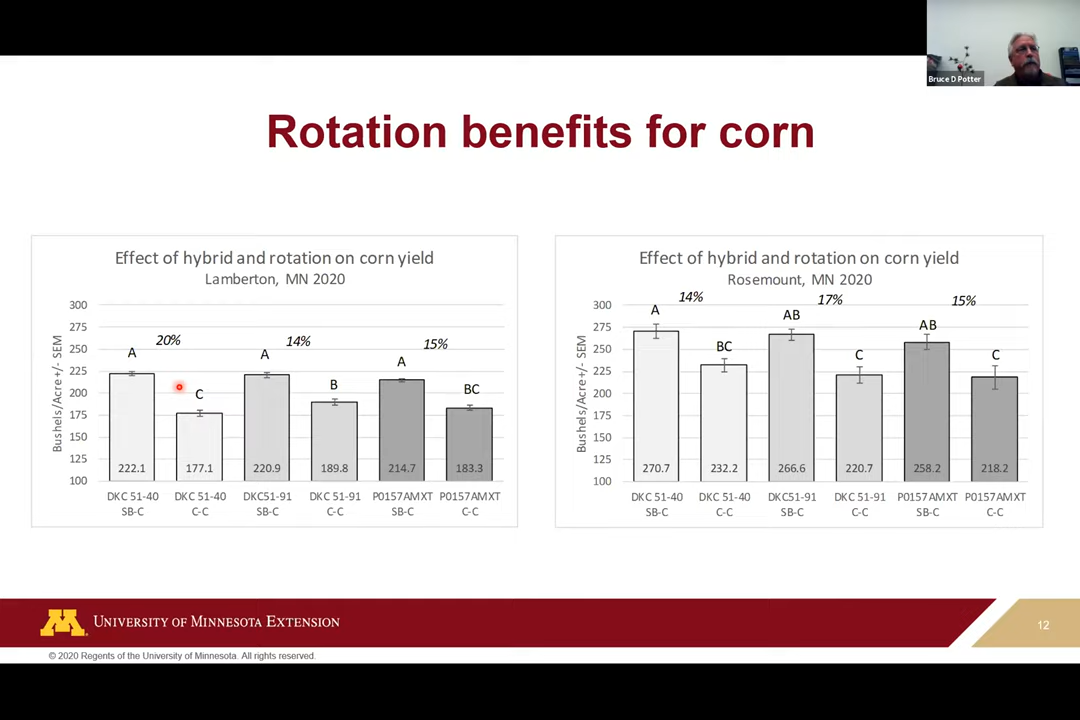 Bruce D Potter
Rotation benefits for corn
Effect of hybrid and rotation on corn yield
Lamberton, MN 2020
Bushels/Acre+/- SEM
300
275
250
225
200
175
150
125
100
20%
14%
15%
A
C
A
B
A
BC
222.1
177.1
220.9
189.8
214.7
183.3
DKC 51-40
SB-C
DKC 51-40
C-C
DKC51-91
SB-C
DKC 51-91
C-C
P0157AMXT
SB-C
P0157AMXT
C-C
Effect of hybrid and rotation on corn yield
Rosemount, MN 2020
Bushels/Acre+/- SEM
300
275
250
225
200
175
150
125
100
14%
17%
15%
A
BC
AB
C
AB
C
270.7
232.2
266.6
220.7
258.2
218.2
DKC 51-40
SB-C
DKC 51-40
C-C
DKC51-91
SB-C
DKC 51-91
C-C
P0157AMXT
SB-C
P0157AMXT
C-C
M
UNIVERSITY OF MINNESOTA EXTENSION
12
© 2020 Regents of the University of Minnesota. All rights reserved.